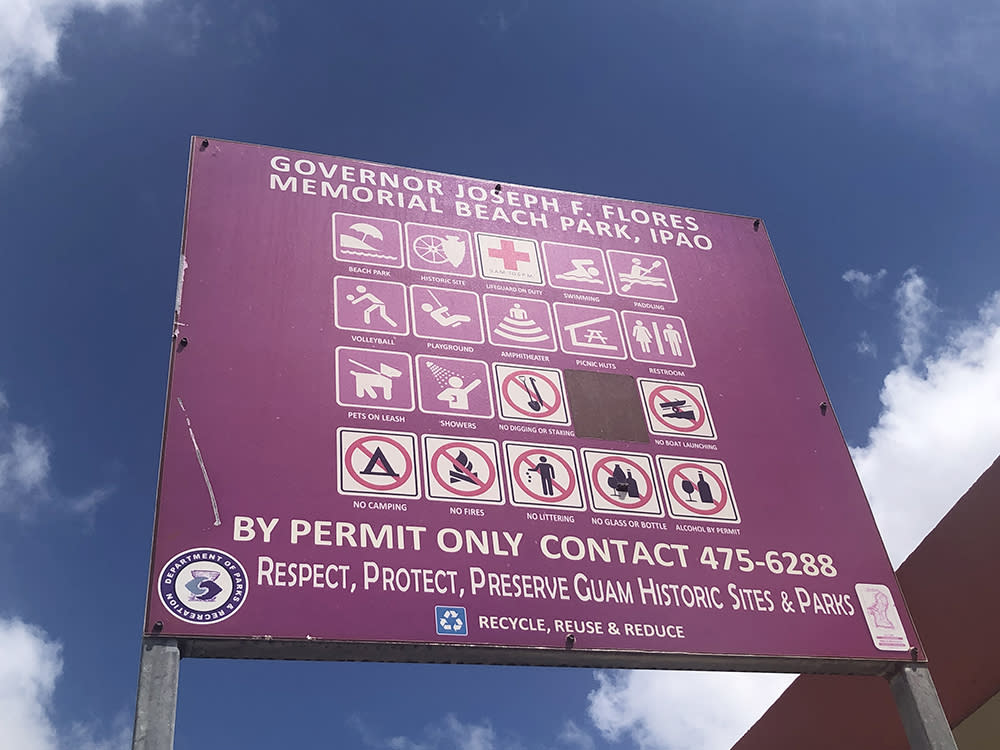 GOVERNOR JOSEPH F. FLORES
MEMORIAL BEACH PARK, IPAO
BEACH PARK
HISTORIC SITE
LIFEGUARD ON DUTY
SWIMMING
PADDLING
VOLLEYBALL
PLAYGROUND
AMPHITHEATER
PICNIC HUTS
RESTROOM
PETS ON LEASH
SHOWERS
NO DIGGING OR STAKING
NO BOAT LAUNCHING
NO CAMPING
NO FIRES
NO LITTERING
NO GLASS OR BOTTLE
ALCOHOL BY PERMIT
BY PERMIT ONLY CONTACT 475-6288
DEPARTMENT OF PARKS & RECREATION
RESPECT, PROTECT, PRESERVE GUAM HISTORIC SITES & PARKS
RECYCLE, REUSE & REDUCE